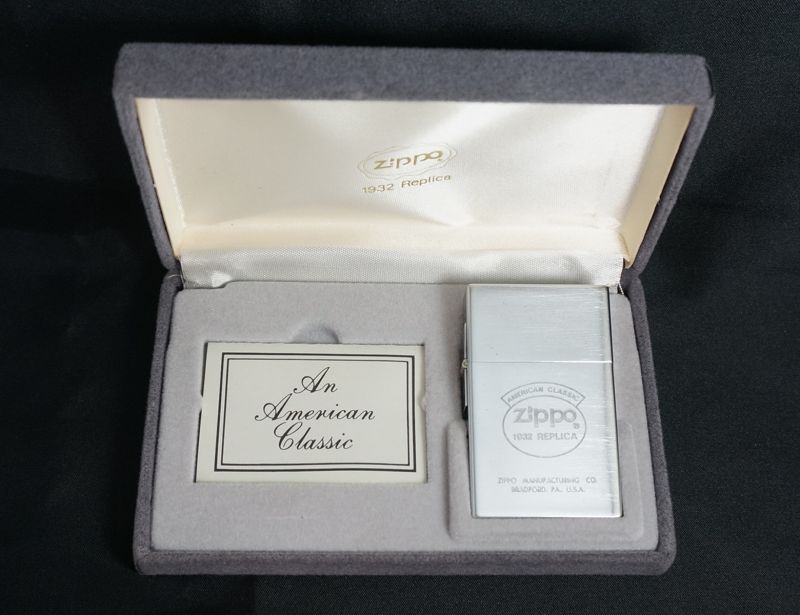 zippo
1932 Replica
An
American
Classic
AMERICAN CLASSIC
zippo®
1932 REPLICA
ZIPPO MANUFACTURING CO.
BRADFORD, PA. U.S.A.